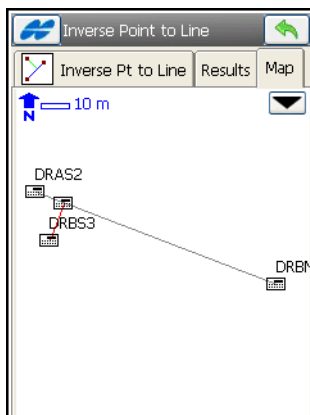 Inverse Point to Line
Inverse Pt to Line
Results
Map
10 m
N
DRAS2
DRBS3